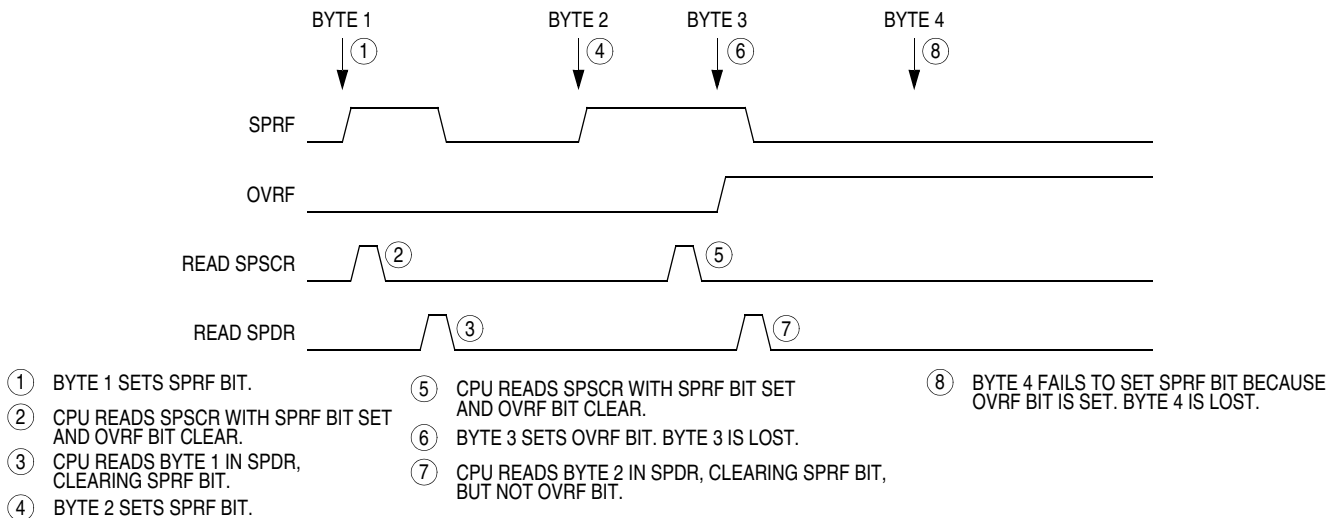 BYTE 1
BYTE 2
BYTE 3
BYTE 4
1
4
6
8
SPRF
OVRF
READ SPSCR
2
5
READ SPDR
3
7
1 BYTE 1 SETS SPRF BIT.
2 CPU READS SPSCR WITH SPRF BIT SET
AND OVRF BIT CLEAR.
3 CPU READS BYTE 1 IN SPDR,
CLEARING SPRF BIT.
4 BYTE 2 SETS SPRF BIT.
5 CPU READS SPSCR WITH SPRF BIT SET
AND OVRF BIT CLEAR.
6 BYTE 3 SETS OVRF BIT. BYTE 3 IS LOST.
7 CPU READS BYTE 2 IN SPDR, CLEARING SPRF BIT,
BUT NOT OVRF BIT.
8 BYTE 4 FAILS TO SET SPRF BIT BECAUSE
OVRF BIT IS SET. BYTE 4 IS LOST.